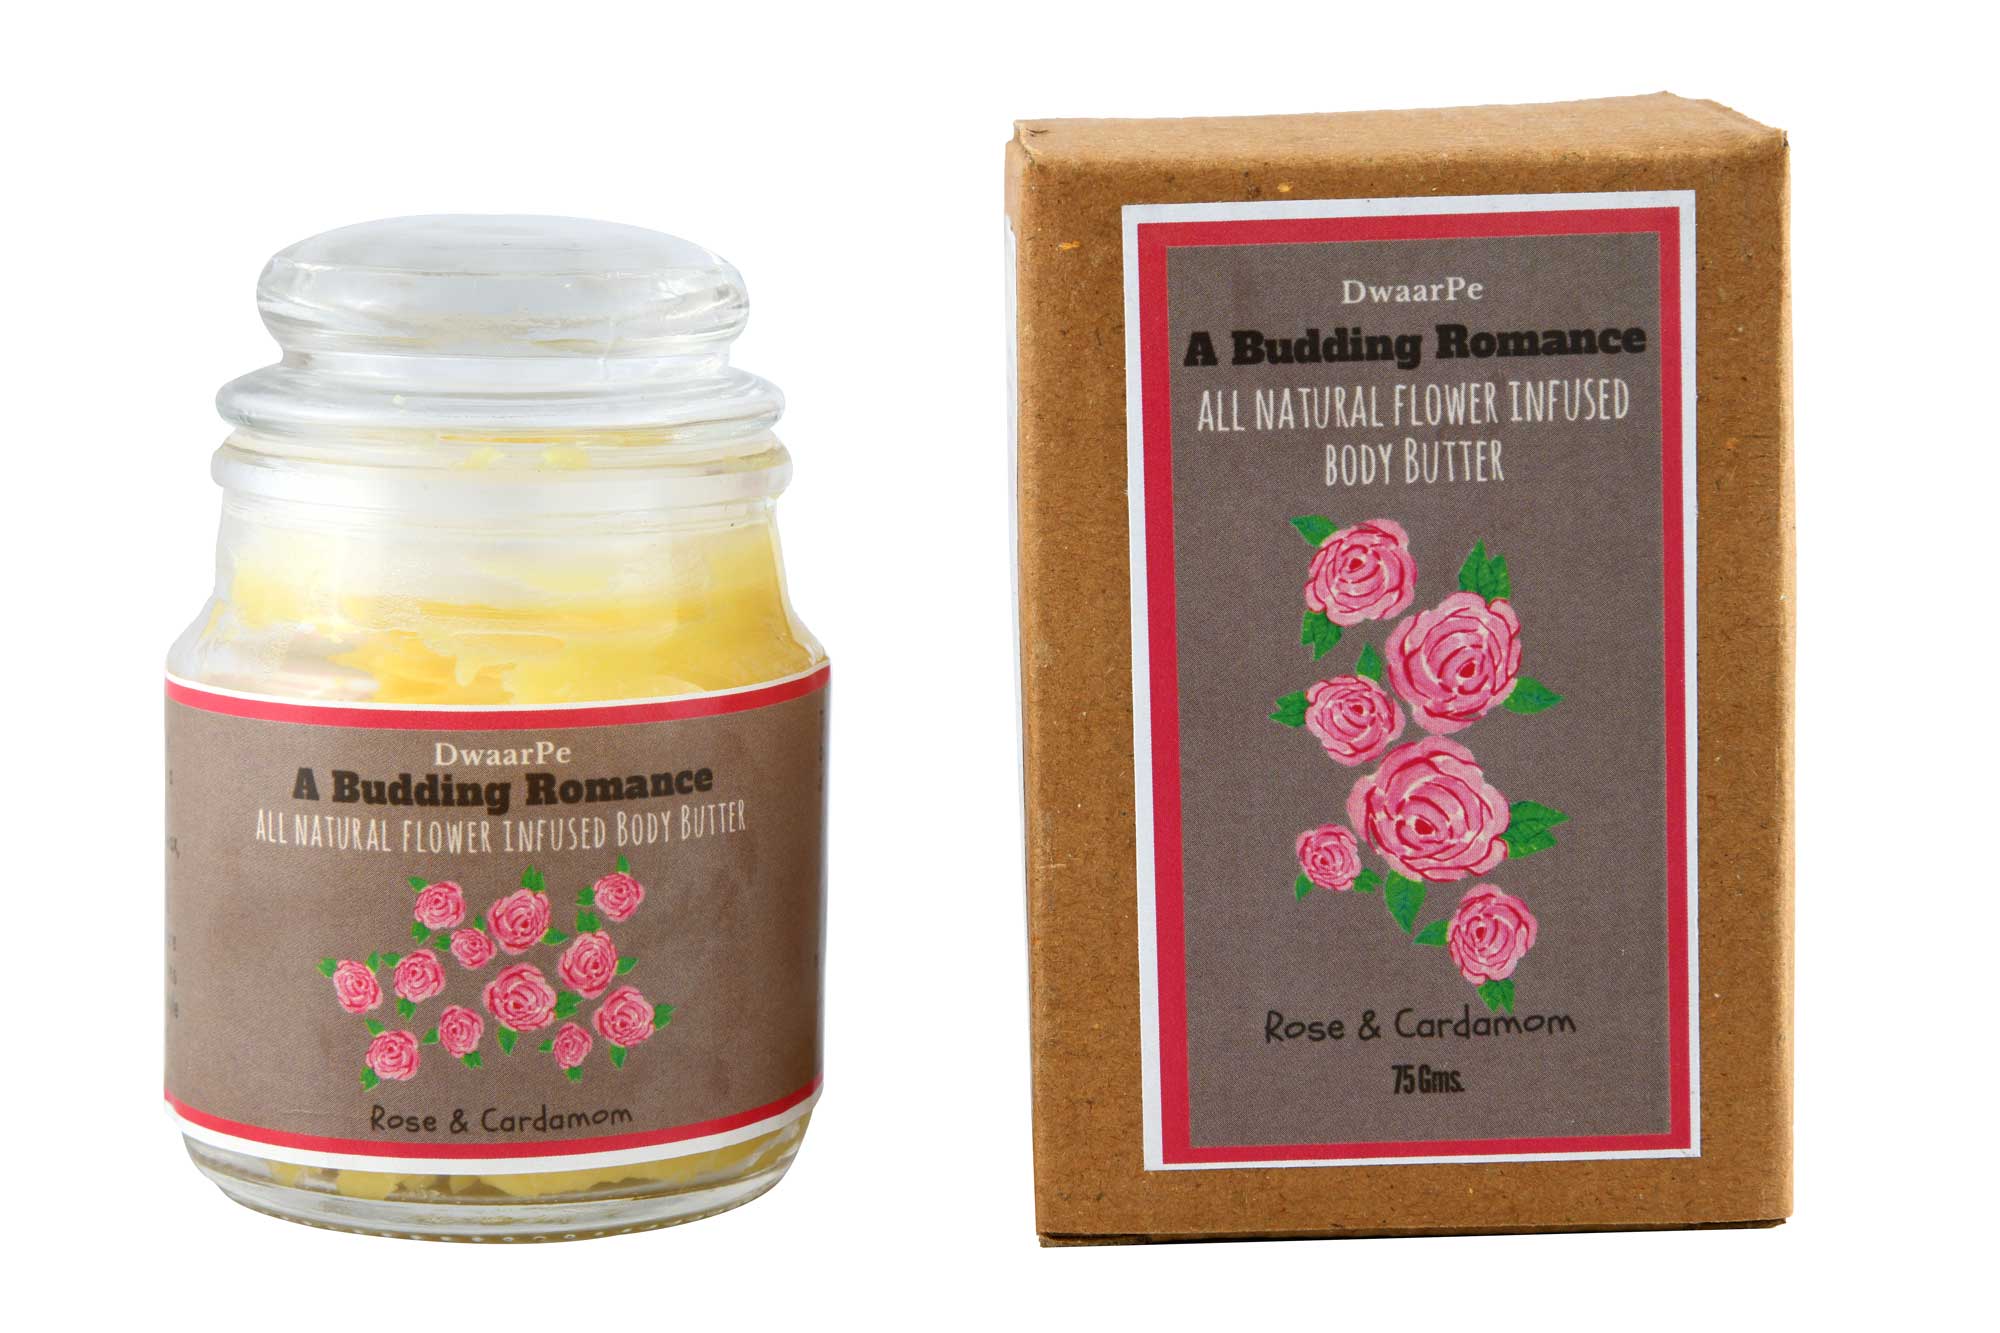 DwaarPe
A Budding Romance
ALL NATURAL FLOWER INFUSED BODY BUTTER
Rose & Cardamom
DwaarPe
A Budding Romance
ALL NATURAL FLOWER INFUSED
BODY BUTTER
Rose & Cardamom
75 Gms.